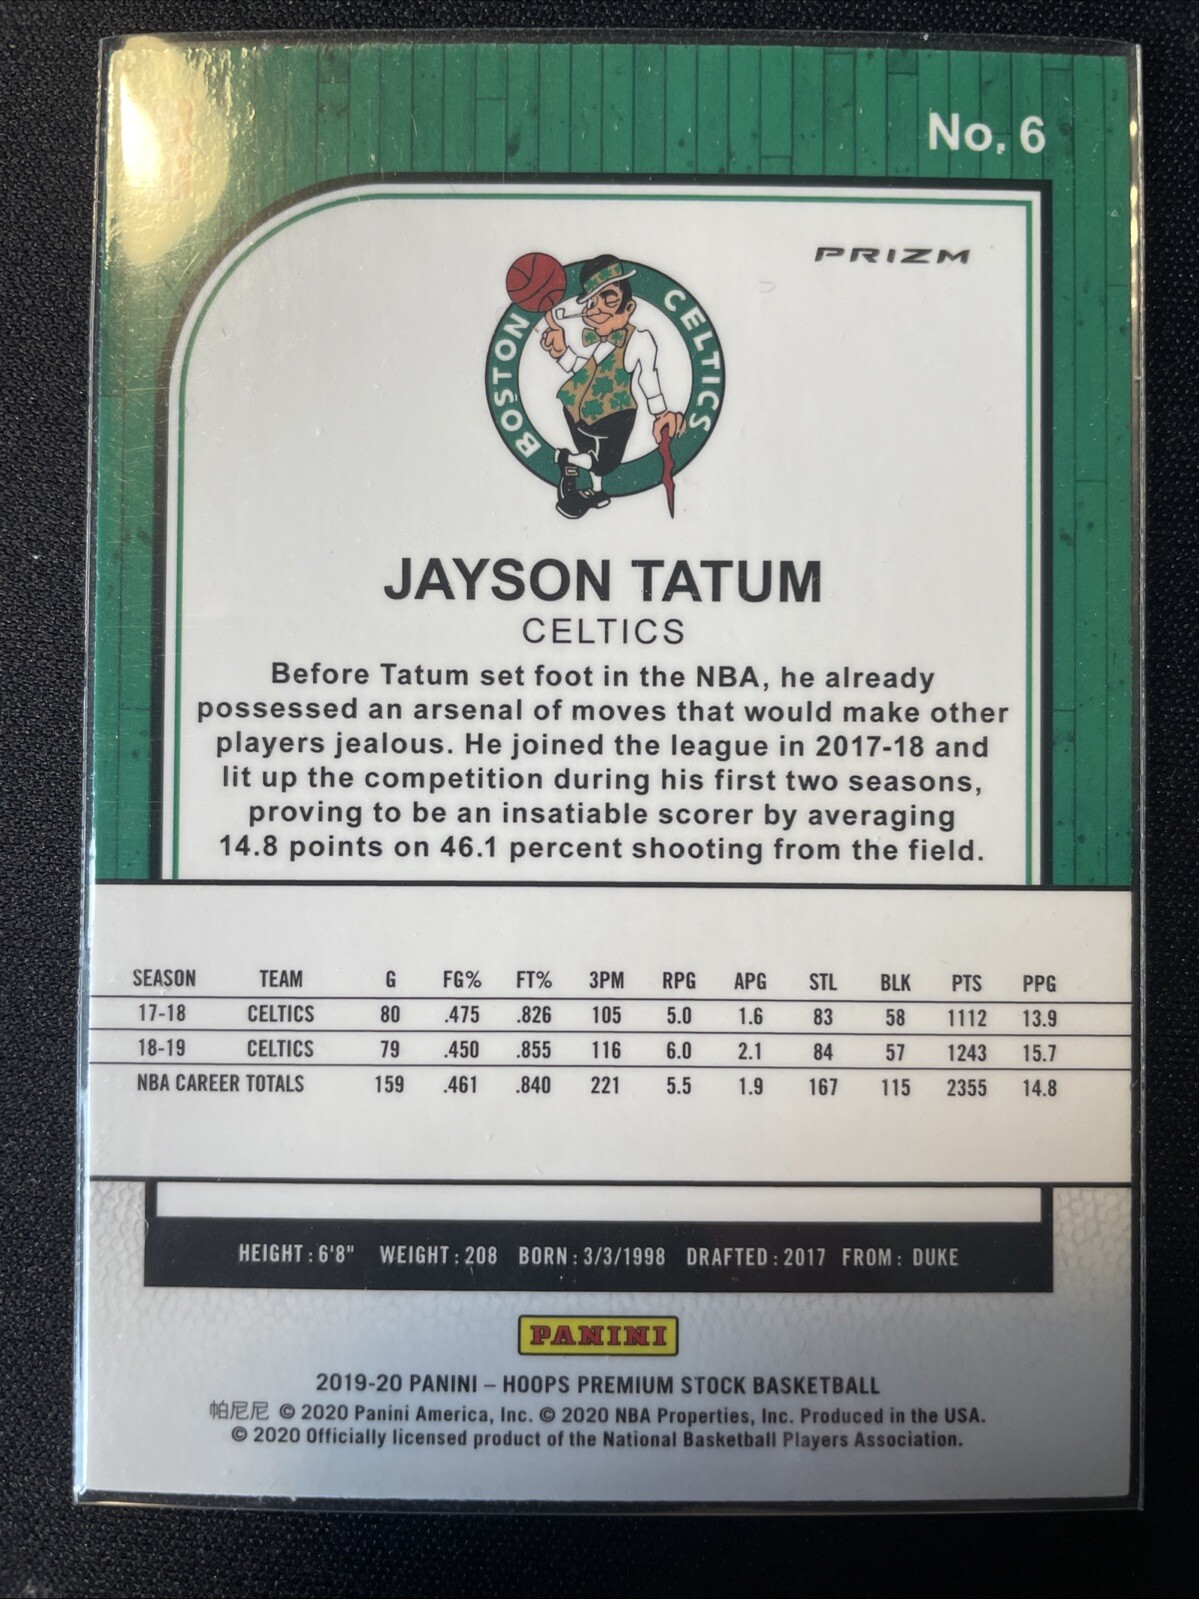 No. 6
PRIZM
BOSTON CELTICS
JAYSON TATUM
CELTICS
Before Tatum set foot in the NBA, he already
possessed an arsenal of moves that would make other
players jealous. He joined the league in 2017-18 and
lit up the competition during his first two seasons,
proving to be an insatiable scorer by averaging
14.8 points on 46.1 percent shooting from the field.
SEASON TEAM G FG% FT% 3PM RPG APG STL BLK PTS PPG
17-18 CELTICS 80 .475 .826 105 5.0 1.6 83 58 1112 13.9
18-19 CELTICS 79 .450 .855 116 6.0 2.1 84 57 1243 15.7
NBA CAREER TOTALS 159 .461 .840 221 5.5 1.9 167 115 2355 14.8
HEIGHT: 6'8" WEIGHT: 208 BORN: 3/3/1998 DRAFTED: 2017 FROM: DUKE
PANINI
2019-20 PANINI – HOOPS PREMIUM STOCK BASKETBALL
帕尼尼 © 2020 Panini America, Inc. © 2020 NBA Properties, Inc. Produced in the USA.
© 2020 Officially licensed product of the National Basketball Players Association.